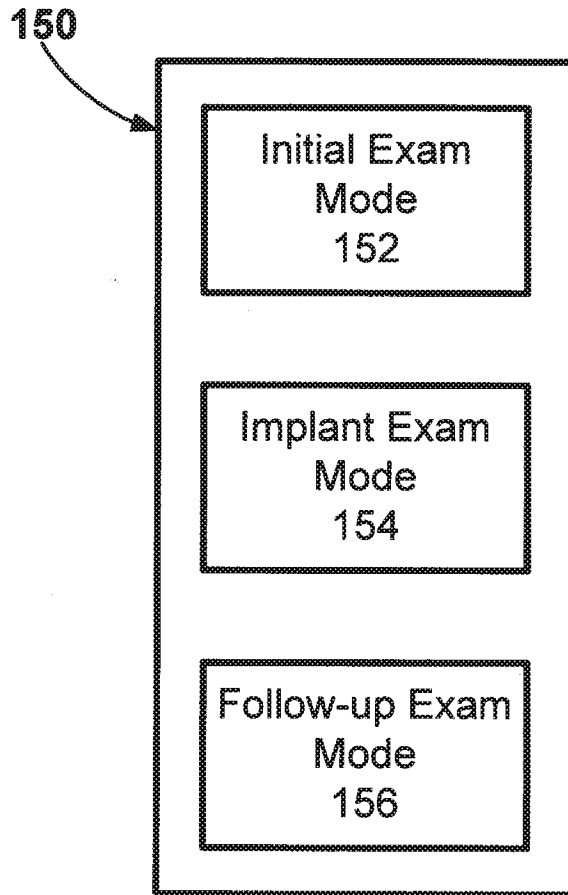 150
Initial Exam
Mode
152
Implant Exam
Mode
154
Follow-up Exam
Mode
156